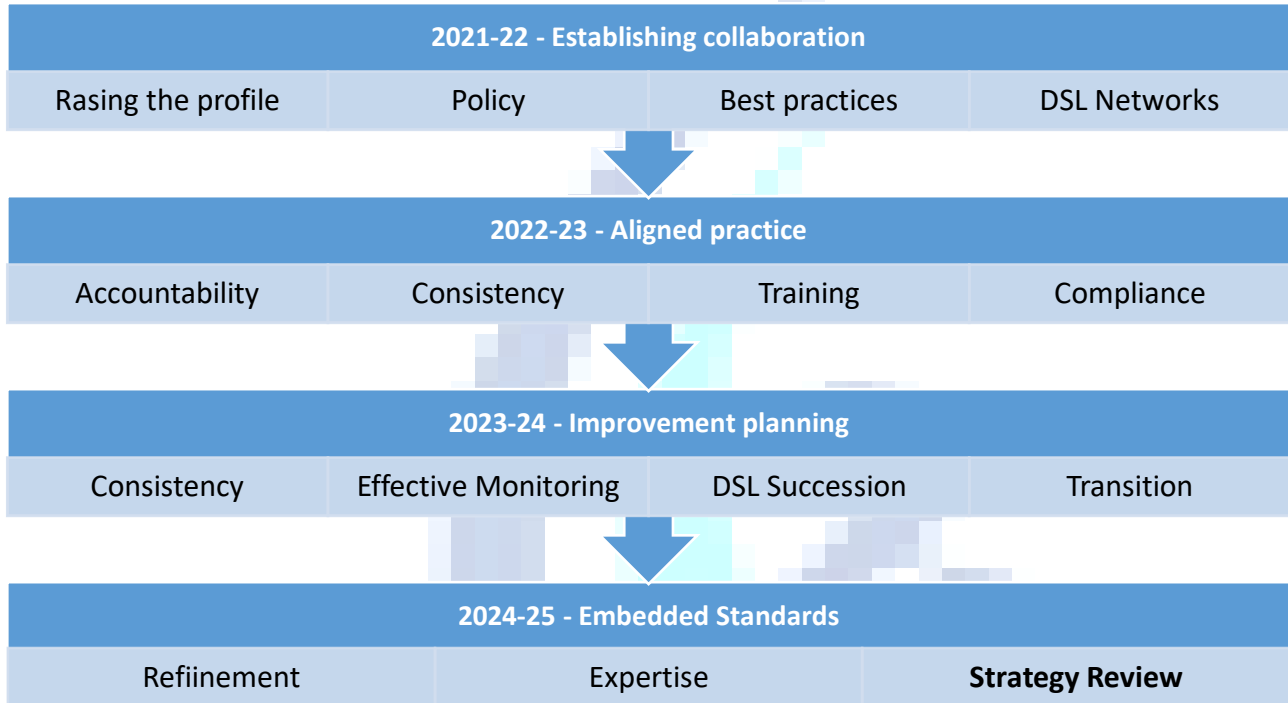 2021-22 - Establishing collaboration
Rasing the profile Policy Best practices DSL Networks
2022-23 - Aligned practice
Accountability Consistency Training Compliance
2023-24 - Improvement planning
Consistency Effective Monitoring DSL Succession Transition
2024-25 - Embedded Standards
Refiinement Expertise Strategy Review